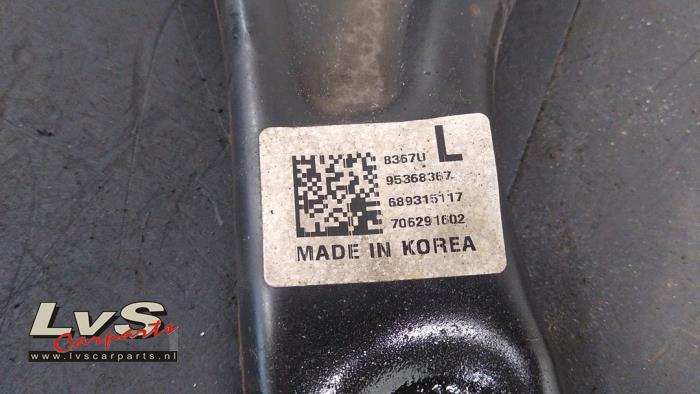 8367U L
95368367
689315117
706291602
MADE IN KOREA
LvS
Carparts
www.lvscarparts.nl